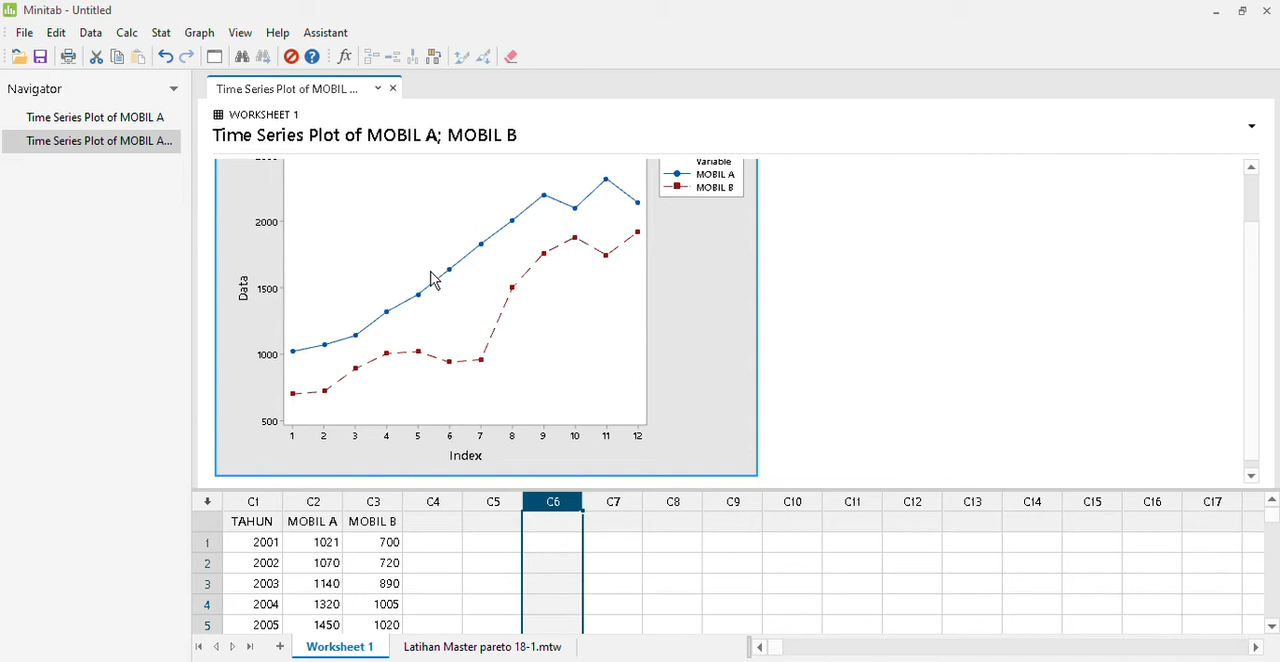 Minitab - Untitled
File Edit Data Calc Stat Graph View Help Assistant
Navigator
Time Series Plot of MOBIL A
Time Series Plot of MOBIL A...
Time Series Plot of MOBIL ...
WORKSHEET 1
Time Series Plot of MOBIL A; MOBIL B
Variable
MOBIL A
MOBIL B
2000
1500
1000
500
Data
1 2 3 4 5 6 7 8 9 10 11 12
Index
C1 C2 C3 C4 C5 C6 C7 C8 C9 C10 C11 C12 C13 C14 C15 C16 C17
TAHUN MOBIL A MOBIL B
1 2001 1021 700
2 2002 1070 720
3 2003 1140 890
4 2004 1320 1005
5 2005 1450 1020
Worksheet 1 Latihan Master pareto 18-1.mtw